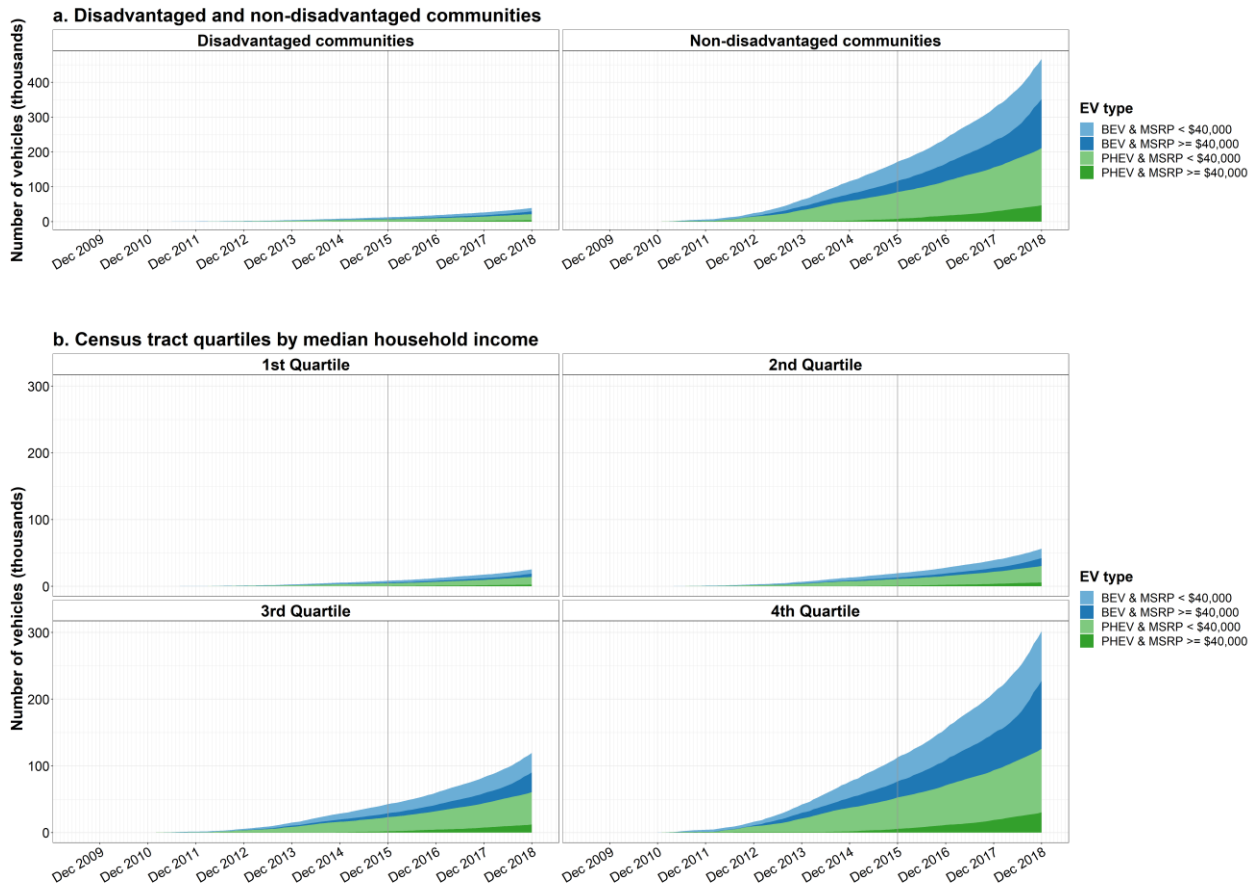 a. Disadvantaged and non-disadvantaged communities
Disadvantaged communities
Non-disadvantaged communities
Number of vehicles (thousands)
400
300
200
100
0
Dec 2009
Dec 2010
Dec 2011
Dec 2012
Dec 2013
Dec 2014
Dec 2015
Dec 2016
Dec 2017
Dec 2018
Dec 2009
Dec 2010
Dec 2011
Dec 2012
Dec 2013
Dec 2014
Dec 2015
Dec 2016
Dec 2017
Dec 2018
EV type
BEV & MSRP < $40,000
BEV & MSRP >= $40,000
PHEV & MSRP < $40,000
PHEV & MSRP >= $40,000
b. Census tract quartiles by median household income
1st Quartile
2nd Quartile
Number of vehicles (thousands)
300
200
100
0
3rd Quartile
4th Quartile
300
200
100
0
Dec 2009
Dec 2010
Dec 2011
Dec 2012
Dec 2013
Dec 2014
Dec 2015
Dec 2016
Dec 2017
Dec 2018
Dec 2009
Dec 2010
Dec 2011
Dec 2012
Dec 2013
Dec 2014
Dec 2015
Dec 2016
Dec 2017
Dec 2018
EV type
BEV & MSRP < $40,000
BEV & MSRP >= $40,000
PHEV & MSRP < $40,000
PHEV & MSRP >= $40,000